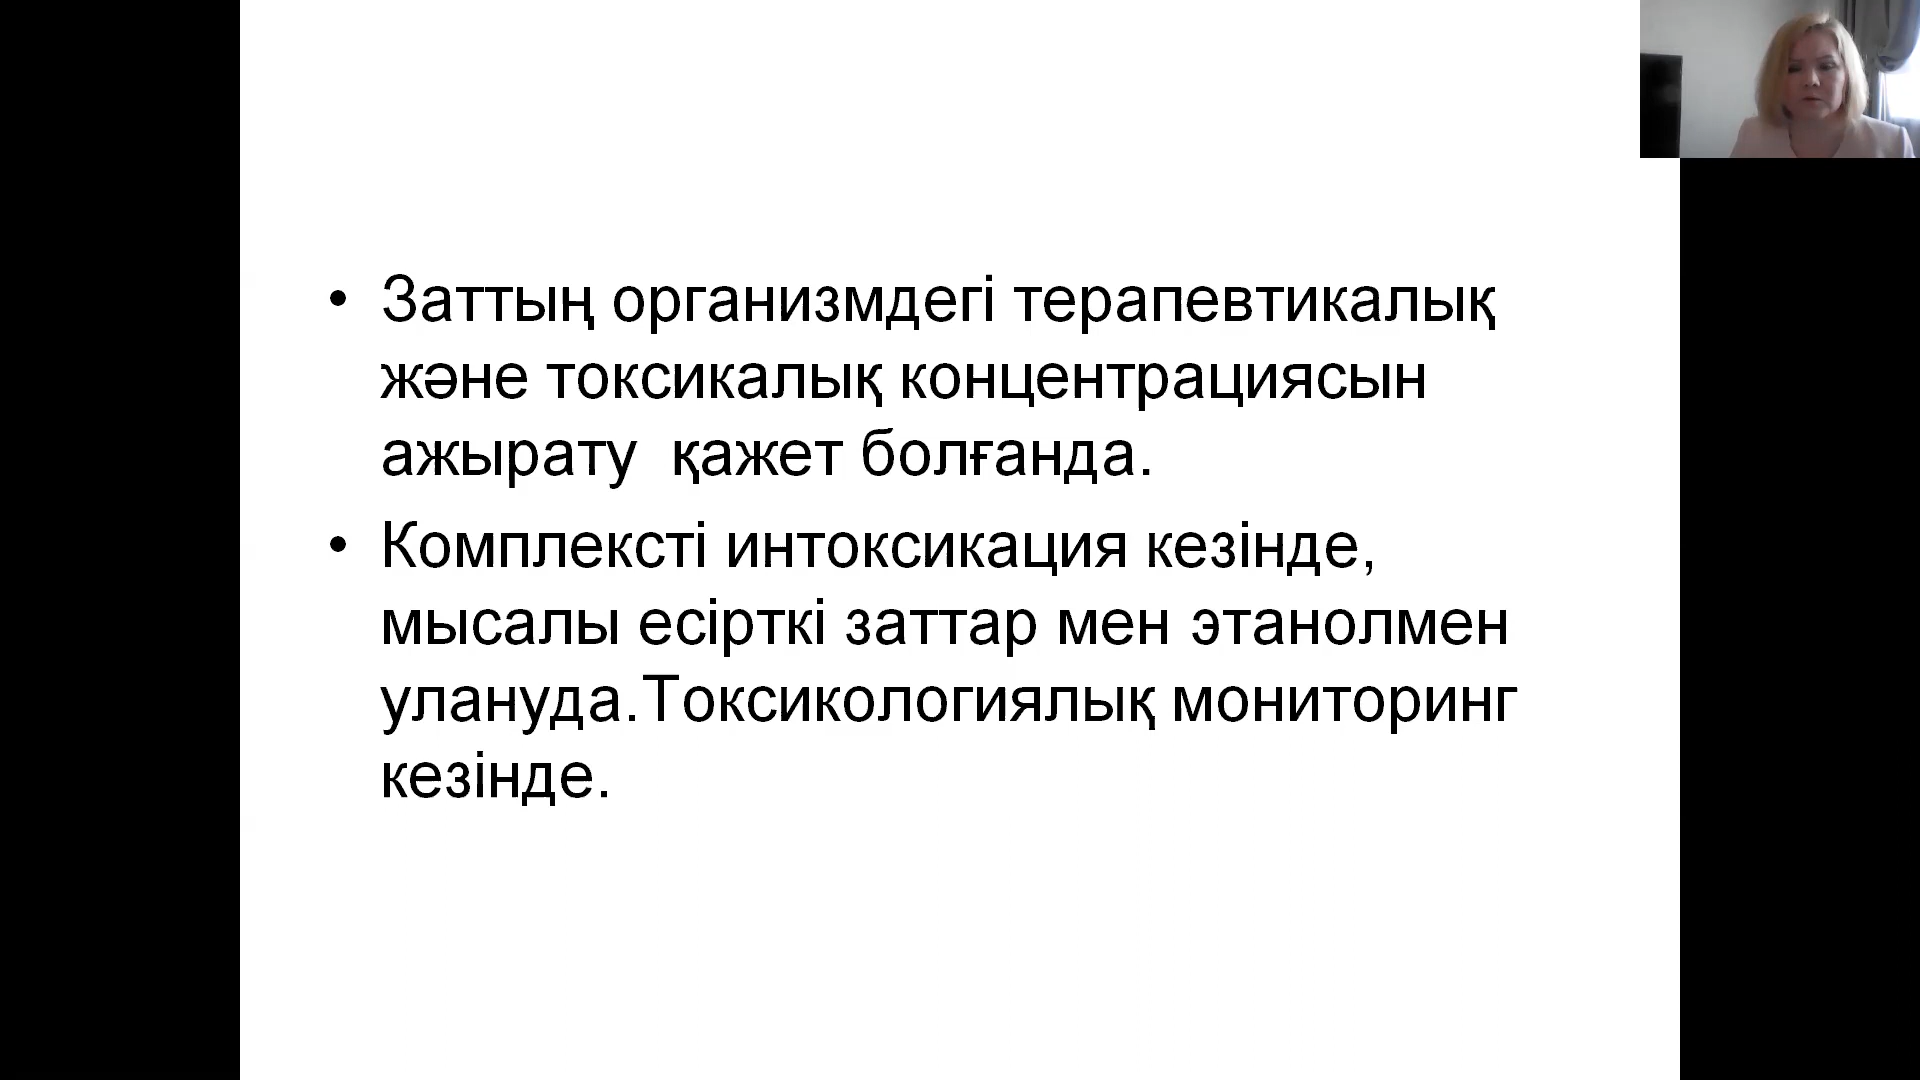 • Заттың организмдегі терапевтикалық
және токсикалық концентрациясын
ажырату  қажет болғанда.
• Комплексті интоксикация кезінде,
мысалы есірткі заттар мен этанолмен
улануда.Токсикологиялық мониторинг
кезінде.